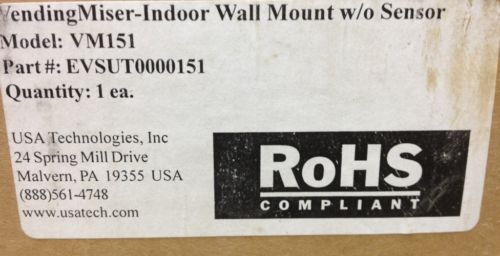 VendingMiser-Indoor Wall Mount w/o Sensor
Model: VM151
Part #: EVSUT0000151
Quantity: 1 ea.
USA Technologies, Inc
24 Spring Mill Drive
Malvern, PA 19355 USA
(888)561-4748
www.usatech.com
RoHS
COMPLIANT